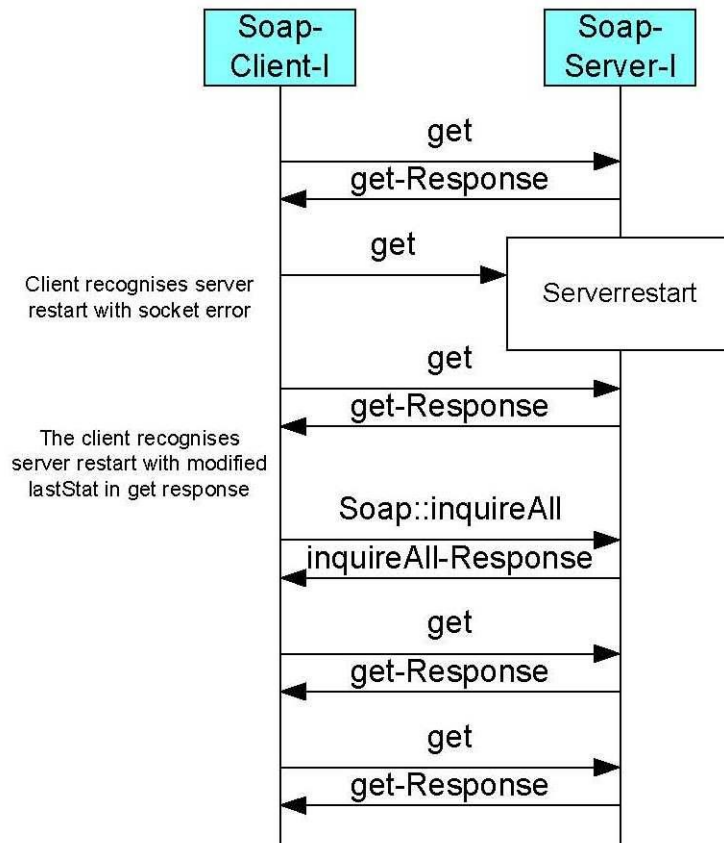 Soap-
Client-I
Soap-
Server-I
get
get-Response
get
Client recognises server
restart with socket error
Serverrestart
get
get-Response
The client recognises
server restart with modified
lastStat in get response
Soap::inquireAll
inquireAll-Response
get
get-Response
get
get-Response